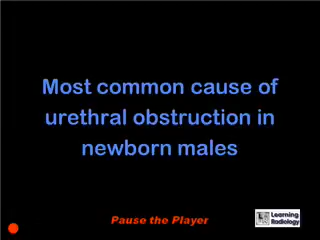 Most common cause of
urethral obstruction in
newborn males
Pause the Player
Learning
Radiology